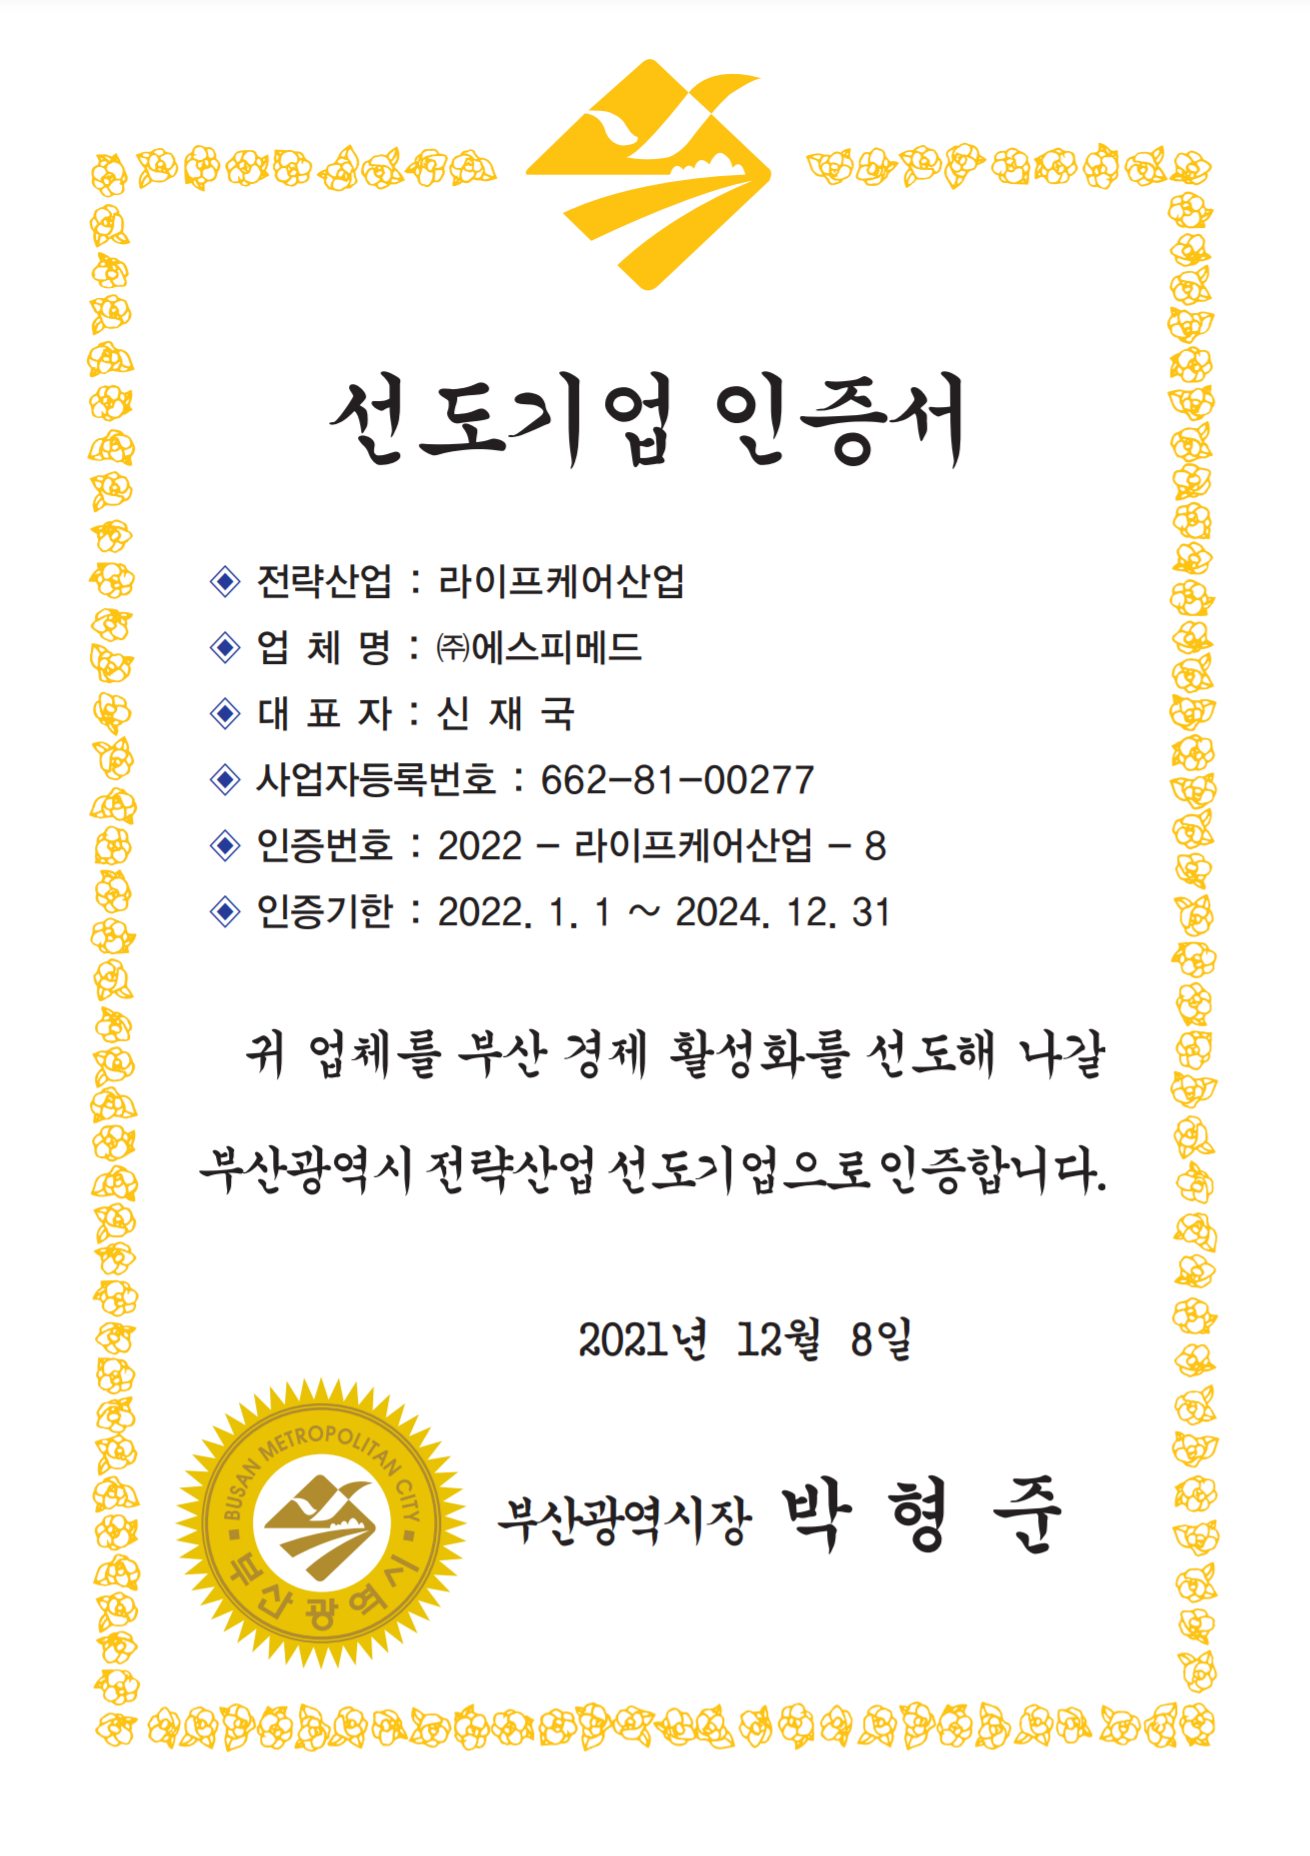 선도기업 인증서
◈ 전략산업 : 라이프케어산업
◈ 업 체 명 : ㈜에스피메드
◈ 대 표 자 : 신 재 국
◈ 사업자등록번호 : 662-81-00277
◈ 인증번호 : 2022 - 라이프케어산업 - 8
◈ 인증기한 : 2022. 1. 1 ~ 2024. 12. 31
귀 업체를 부산 경제 활성화를 선도해 나갈
부산광역시 전략산업 선도기업으로 인증합니다.
2021년 12월 8일
BUSAN METROPOLITAN CITY
부산광역시
부산광역시장 박 형 준